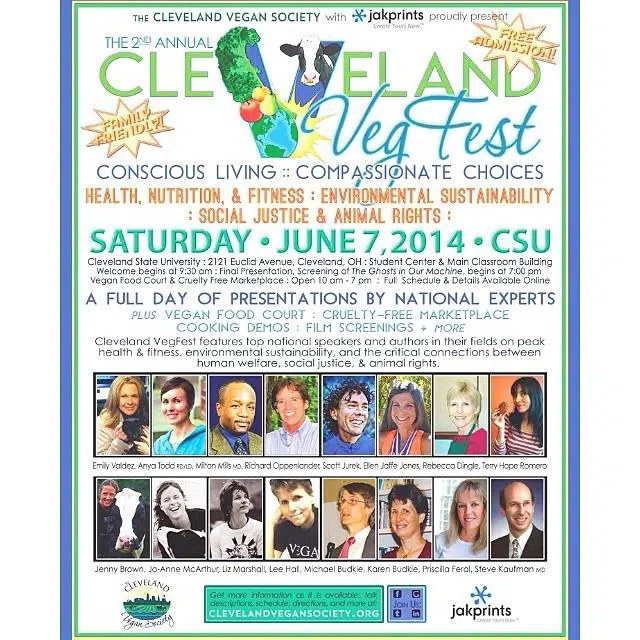 THE CLEVELAND VEGAN SOCIETY with jakprints proudly present
Create Yours Now™
THE 2ND ANNUAL
FREE ADMISSION!
CLEVELAND
VegFest
FAMILY FRIENDLY!
CONSCIOUS LIVING :: COMPASSIONATE CHOICES
HEALTH, NUTRITION, & FITNESS : ENVIRONMENTAL SUSTAINABILITY
: SOCIAL JUSTICE & ANIMAL RIGHTS :
SATURDAY • JUNE 7, 2014 • CSU
Cleveland State University : 2121 Euclid Avenue, Cleveland, OH : Student Center & Main Classroom Building
Welcome begins at 9:30 am : Final Presentation, Screening of The Ghosts in Our Machine, begins at 7:00 pm
Vegan Food Court & Cruelty Free Marketplace : Open 10 am - 7 pm : Full Schedule & Details Available Online
A FULL DAY OF PRESENTATIONS BY NATIONAL EXPERTS
PLUS VEGAN FOOD COURT : CRUELTY-FREE MARKETPLACE
COOKING DEMOS : FILM SCREENINGS + MORE
Cleveland VegFest features top national speakers and authors in their fields on peak
health & fitness, environmental sustainability, and the critical connections between
human welfare, social justice, & animal rights.
Emily Valdez, Anya Todd RD/LD, Milton Mills MD, Richard Oppenlander, Scott Jurek, Ellen Jaffe Jones, Rebecca Dingle, Terry Hope Romero
VEGA
Jenny Brown, Jo-Anne McArthur, Liz Marshall, Lee Hall, Michael Budkie, Karen Budkie, Priscilla Feral, Steve Kaufman MD
CLEVELAND
Vegan Society
Get more information as it is available; talk
descriptions, schedule, directions, and more at:
CLEVELANDVEGANSOCIETY.ORG
JOIN US:
jakprints
Create Yours Now™